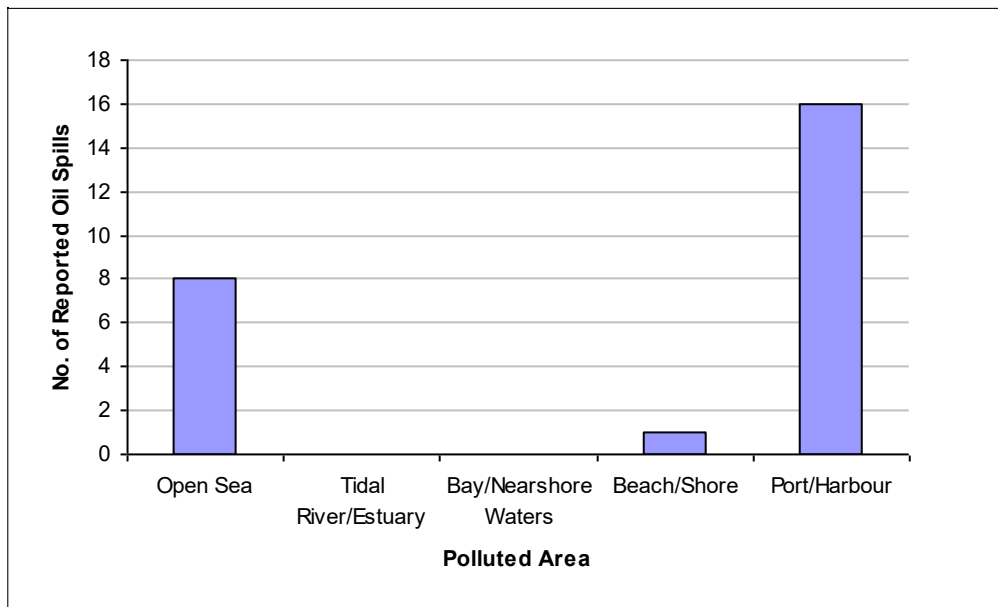 No. of Reported Oil Spills
18
16
14
12
10
8
6
4
2
0
Open Sea
Tidal
River/Estuary
Bay/Nearshore
Waters
Beach/Shore
Port/Harbour
Polluted Area